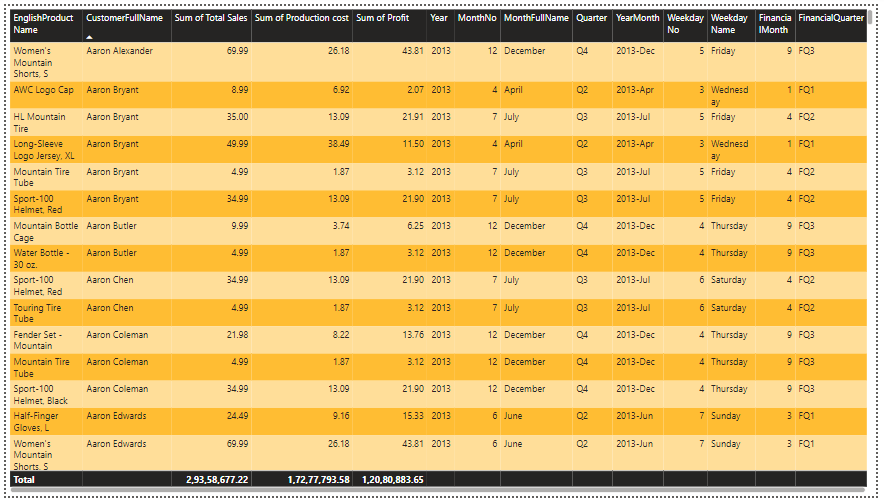 EnglishProduct Name CustomerFullName Sum of Total Sales Sum of Production cost Sum of Profit Year MonthNo MonthFullName Quarter YearMonth Weekday No Weekday Name Financia lMonth FinancialQuarter
Women's Mountain Shorts, S Aaron Alexander 69.99 26.18 43.81 2013 12 December Q4 2013-Dec 5 Friday 9 FQ3
AWC Logo Cap Aaron Bryant 8.99 6.92 2.07 2013 4 April Q2 2013-Apr 3 Wednesd ay 1 FQ1
HL Mountain Tire Aaron Bryant 35.00 13.09 21.91 2013 7 July Q3 2013-Jul 5 Friday 4 FQ2
Long-Sleeve Logo Jersey, XL Aaron Bryant 49.99 38.49 11.50 2013 4 April Q2 2013-Apr 3 Wednesd ay 1 FQ1
Mountain Tire Tube Aaron Bryant 4.99 1.87 3.12 2013 7 July Q3 2013-Jul 5 Friday 4 FQ2
Sport-100 Helmet, Red Aaron Bryant 34.99 13.09 21.90 2013 7 July Q3 2013-Jul 5 Friday 4 FQ2
Mountain Bottle Cage Aaron Butler 9.99 3.74 6.25 2013 12 December Q4 2013-Dec 4 Thursday 9 FQ3
Water Bottle - 30 oz. Aaron Butler 4.99 1.87 3.12 2013 12 December Q4 2013-Dec 4 Thursday 9 FQ3
Sport-100 Helmet, Red Aaron Chen 34.99 13.09 21.90 2013 7 July Q3 2013-Jul 6 Saturday 4 FQ2
Touring Tire Tube Aaron Chen 4.99 1.87 3.12 2013 7 July Q3 2013-Jul 6 Saturday 4 FQ2
Fender Set - Mountain Aaron Coleman 21.98 8.22 13.76 2013 12 December Q4 2013-Dec 4 Thursday 9 FQ3
Mountain Tire Tube Aaron Coleman 4.99 1.87 3.12 2013 12 December Q4 2013-Dec 4 Thursday 9 FQ3
Sport-100 Helmet, Black Aaron Coleman 34.99 13.09 21.90 2013 12 December Q4 2013-Dec 4 Thursday 9 FQ3
Half-Finger Gloves, L Aaron Edwards 24.49 9.16 15.33 2013 6 June Q2 2013-Jun 7 Sunday 3 FQ1
Women's Mountain Shorts, S Aaron Edwards 69.99 26.18 43.81 2013 6 June Q2 2013-Jun 7 Sunday 3 FQ1
Total 2,93,58,677.22 1,72,77,793.58 1,20,80,883.65